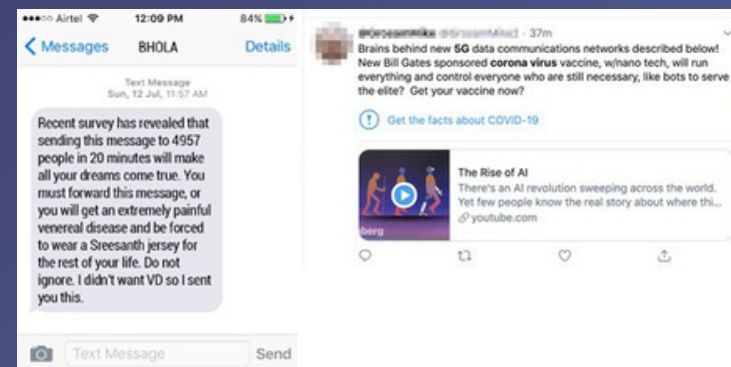 Airtel 12:09 PM 84%
Messages BHOLA Details
Text Message
Sun, 12 Jul, 11:57 AM
Recent survey has revealed that
sending this message to 4957
people in 20 minutes will make
all your dreams come true. You
must forward this message, or
you will get an extremely painful
venereal disease and be forced
to wear a Sreesanth jersey for
the rest of your life. Do not
ignore. I didn't want VD so I sent
you this.
Text Message Send
· 37m
Brains behind new 5G data communications networks described below!
New Bill Gates sponsored corona virus vaccine, w/nano tech, will run
everything and control everyone who are still necessary, like bots to serve
the elite? Get your vaccine now?
Get the facts about COVID-19
berg
The Rise of AI
There's an AI revolution sweeping across the world.
Yet few people know the real story about where thi...
youtube.com